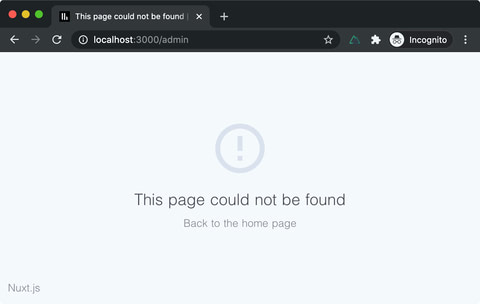 This page could not be found |
localhost:3000/admin
Incognito
This page could not be found
Back to the home page
Nuxt.js